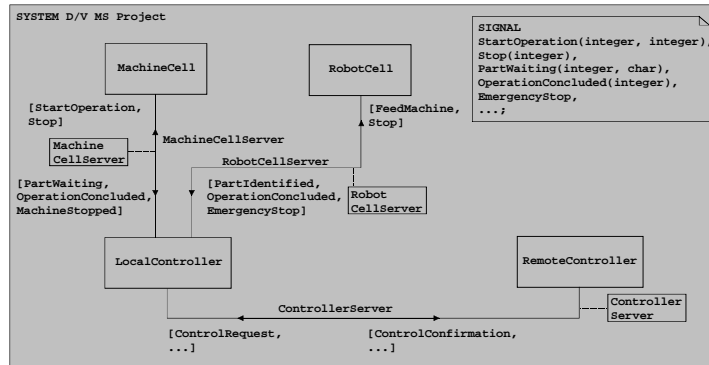 SYSTEM D/V MS Project
SIGNAL
StartOperation(integer, integer),
Stop(integer),
PartWaiting(integer, char),
OperationConcluded(integer),
EmergencyStop,
...;
MachineCell
RobotCell
[StartOperation,
Stop]
[FeedMachine,
Stop]
MachineCellServer
Machine
CellServer
RobotCellServer
[PartWaiting,
OperationConcluded,
MachineStopped]
[PartIdentified,
OperationConcluded,
EmergencyStop]
Robot
CellServer
LocalController
RemoteController
ControllerServer
Controller
Server
[ControlRequest,
...]
[ControlConfirmation,
...]